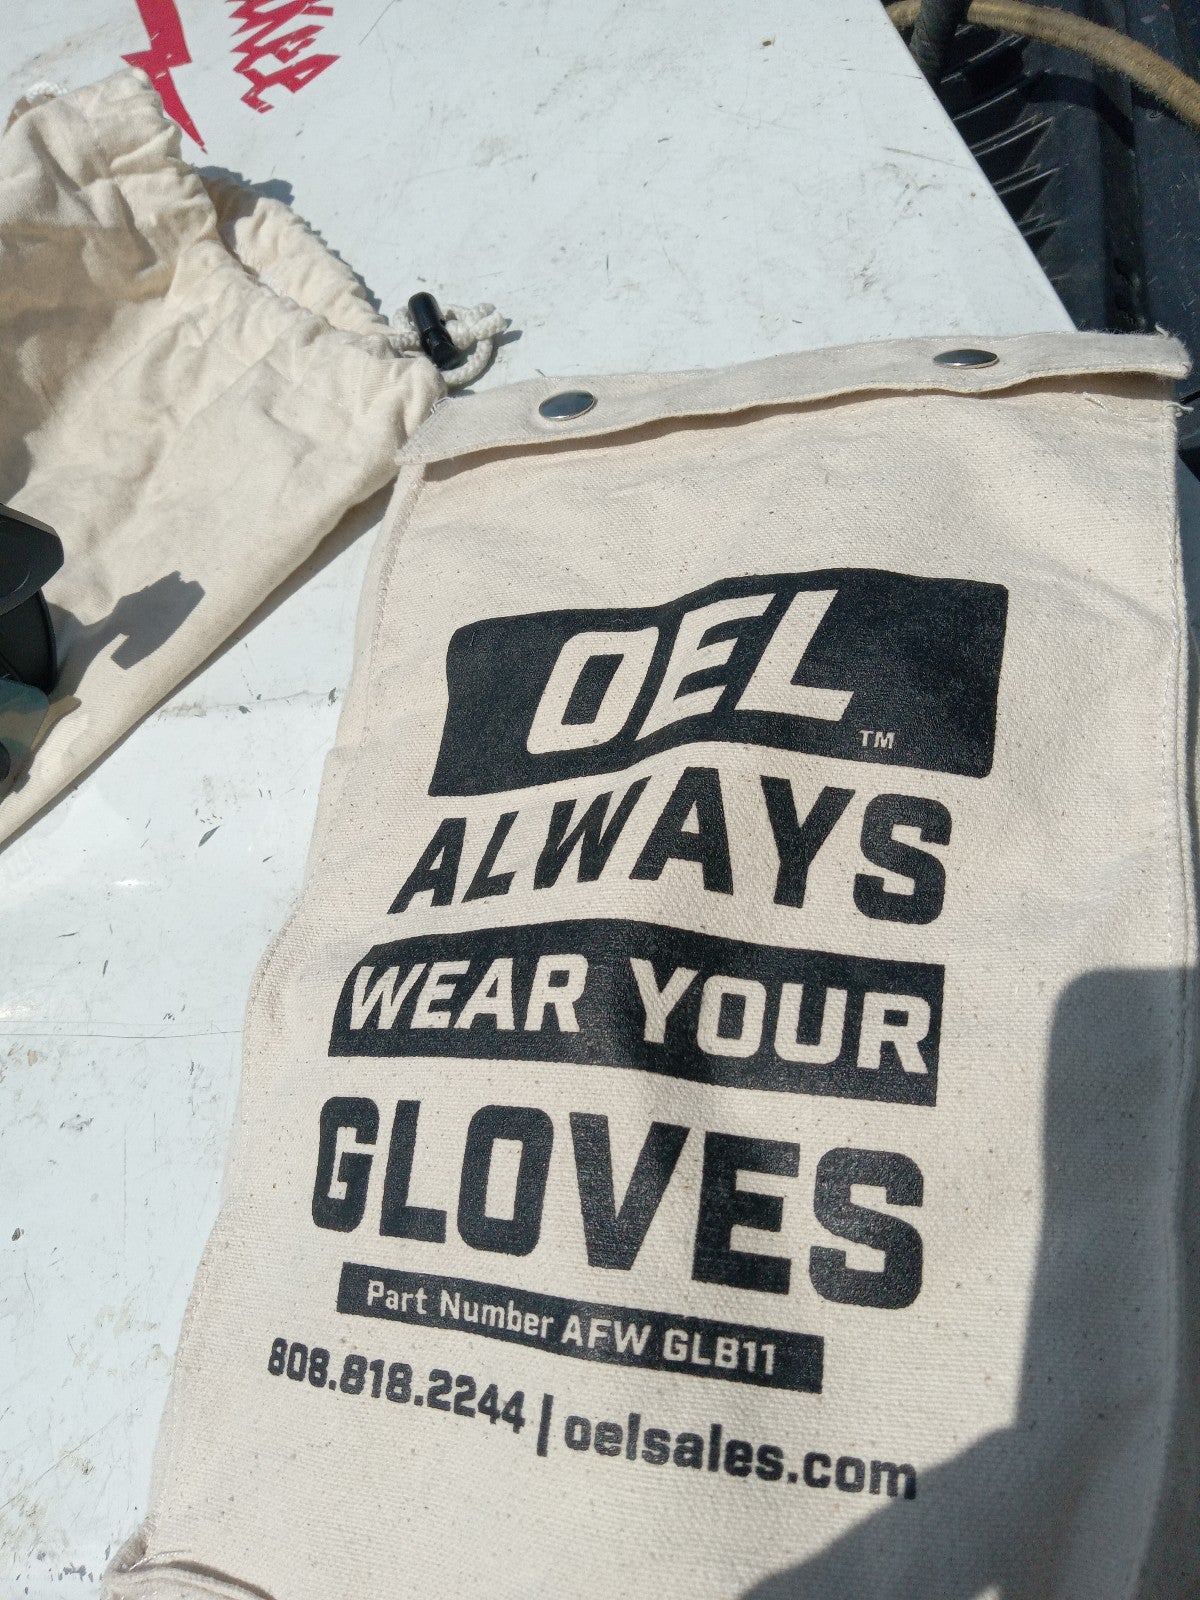 OEL
TM
ALWAYS
WEAR YOUR
GLOVES
Part Number AFW GLB11
808.818.2244 | oelsales.com